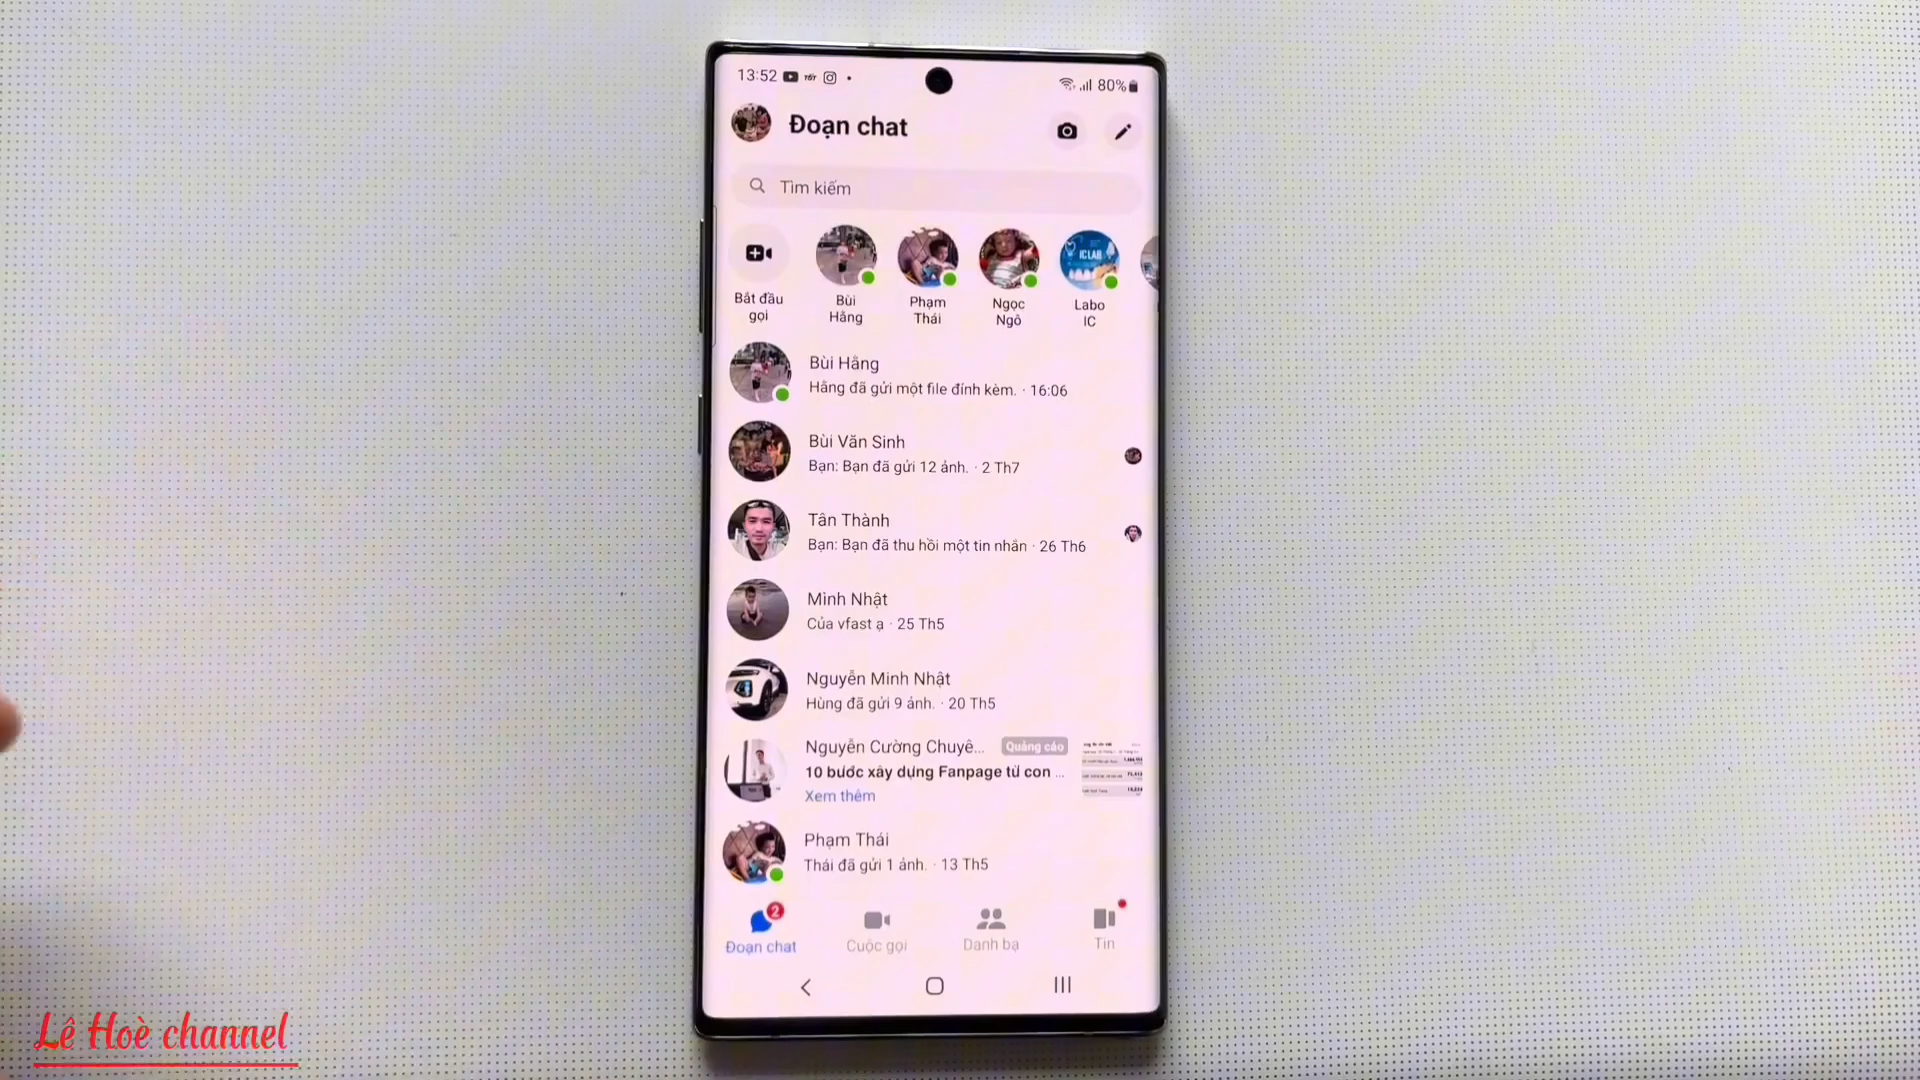 13:52
80%
Đoạn chat
Tìm kiếm
Bắt đầu
gọi
Bùi
Hằng
Phạm
Thái
Ngọc
Ngô
IC LAB
Labo
IC
Bùi Hằng
Hằng đã gửi một file đính kèm. · 16:06
Bùi Văn Sinh
Bạn: Bạn đã gửi 12 ảnh. · 2 Th7
Tân Thành
Bạn: Bạn đã thu hồi một tin nhắn · 26 Th6
Minh Nhật
Của vfast ạ · 25 Th5
Nguyễn Minh Nhật
Hùng đã gửi 9 ảnh. · 20 Th5
Nguyễn Cường Chuyê... Quảng cáo
10 bước xây dựng Fanpage từ con ...
Xem thêm
Phạm Thái
Thái đã gửi 1 ảnh. · 13 Th5
2
Đoạn chat
Cuộc gọi
Danh bạ
Tin
Lê Hoè channel